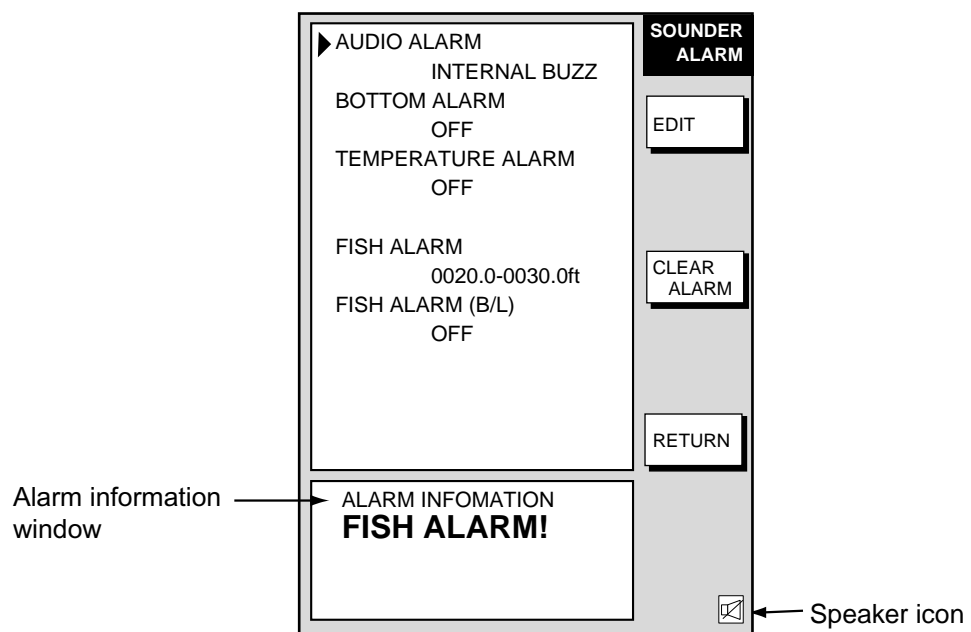 AUDIO ALARM
INTERNAL BUZZ
BOTTOM ALARM
OFF
TEMPERATURE ALARM
OFF
FISH ALARM
0020.0-0030.0ft
FISH ALARM (B/L)
OFF
SOUNDER
ALARM
EDIT
CLEAR
ALARM
RETURN
Alarm information
window
ALARM INFOMATION
FISH ALARM!
Speaker icon